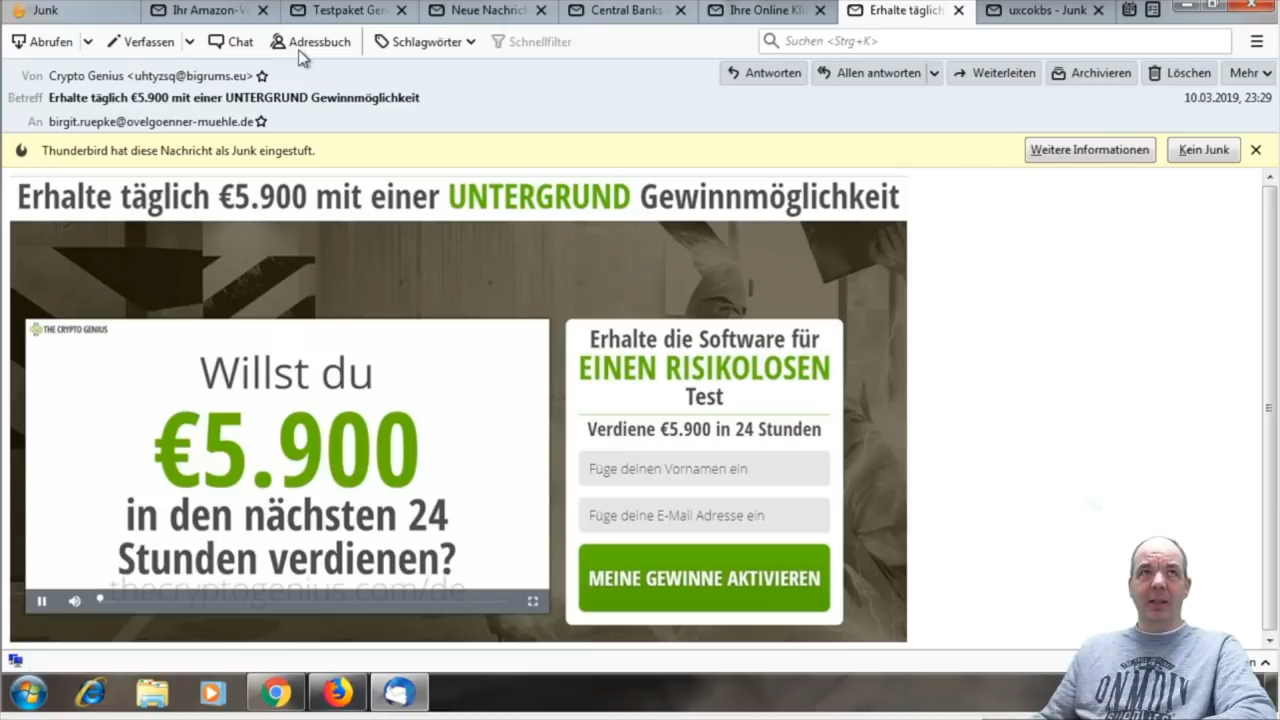 Junk
Ihr Amazon-V
Testpaket Gen
Neue Nachric
Central Banks
Ihre Online Kl
Erhalte täglich
uxcokbs - Junk
Abrufen
Verfassen
Chat
Adressbuch
Schlagwörter
Schnellfilter
Suchen <Strg+K>
Von Crypto Genius <uhtyzsq@bigrums.eu>
Antworten
Allen antworten
Weiterleiten
Archivieren
Löschen
Mehr
Betreff Erhalte täglich €5.900 mit einer UNTERGRUND Gewinnmöglichkeit
10.03.2019, 23:29
An birgit.ruepke@ovelgoenner-muehle.de
Thunderbird hat diese Nachricht als Junk eingestuft.
Weitere Informationen
Kein Junk
Erhalte täglich €5.900 mit einer UNTERGRUND Gewinnmöglichkeit
THE CRYPTO GENIUS
Willst du
€5.900
in den nächsten 24
Stunden verdienen?
thecryptogenius.com/de
Erhalte die Software für
EINEN RISIKOLOSEN
Test
Verdiene €5.900 in 24 Stunden
Füge deinen Vornamen ein
Füge deine E-Mail Adresse ein
MEINE GEWINNE AKTIVIEREN